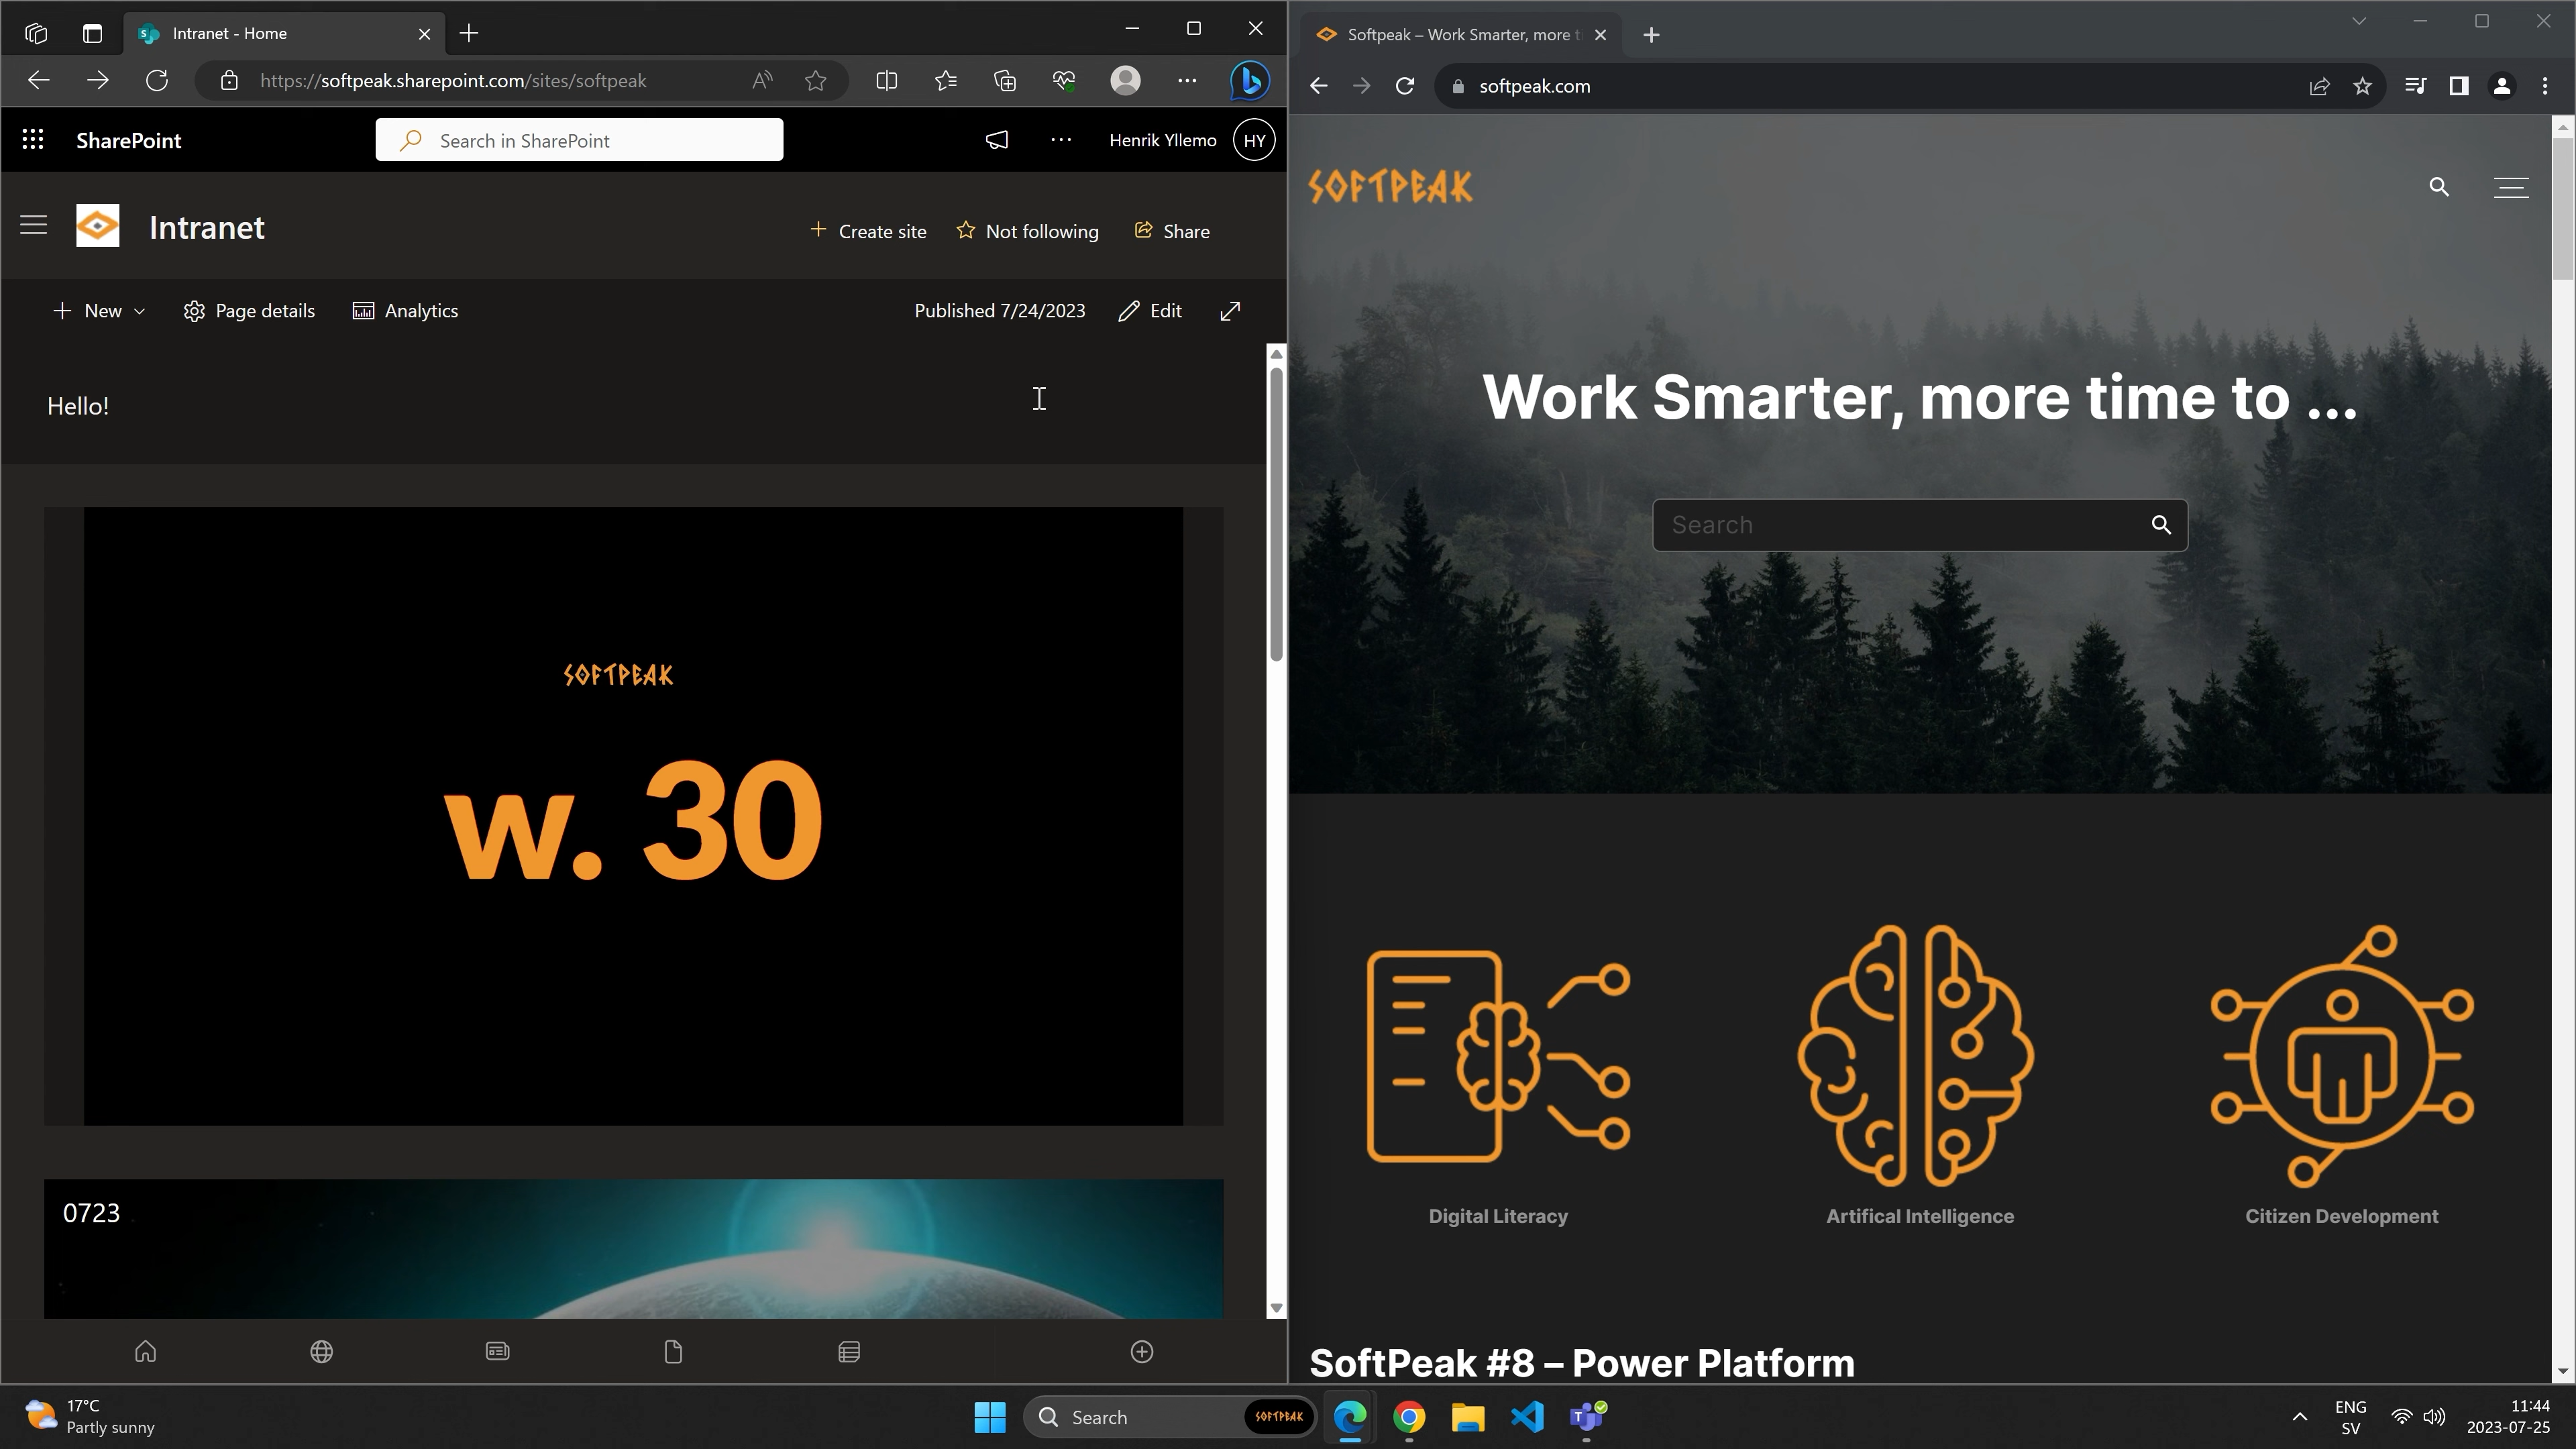 Intranet - Home
https://softpeak.sharepoint.com/sites/softpeak
SharePoint
Search in SharePoint
Henrik Yllemo
HY
Intranet
Create site
Not following
Share
New
Page details
Analytics
Published 7/24/2023
Edit
Hello!
SOFTPEAK
w. 30
0723
Softpeak – Work Smarter, more t
softpeak.com
SOFTPEAK
Work Smarter, more time to ...
Search
Digital Literacy
Artifical Intelligence
Citizen Development
SoftPeak #8 – Power Platform
17°C
Partly sunny
Search
SOFTPEAK
ENG
SV
11:44
2023-07-25